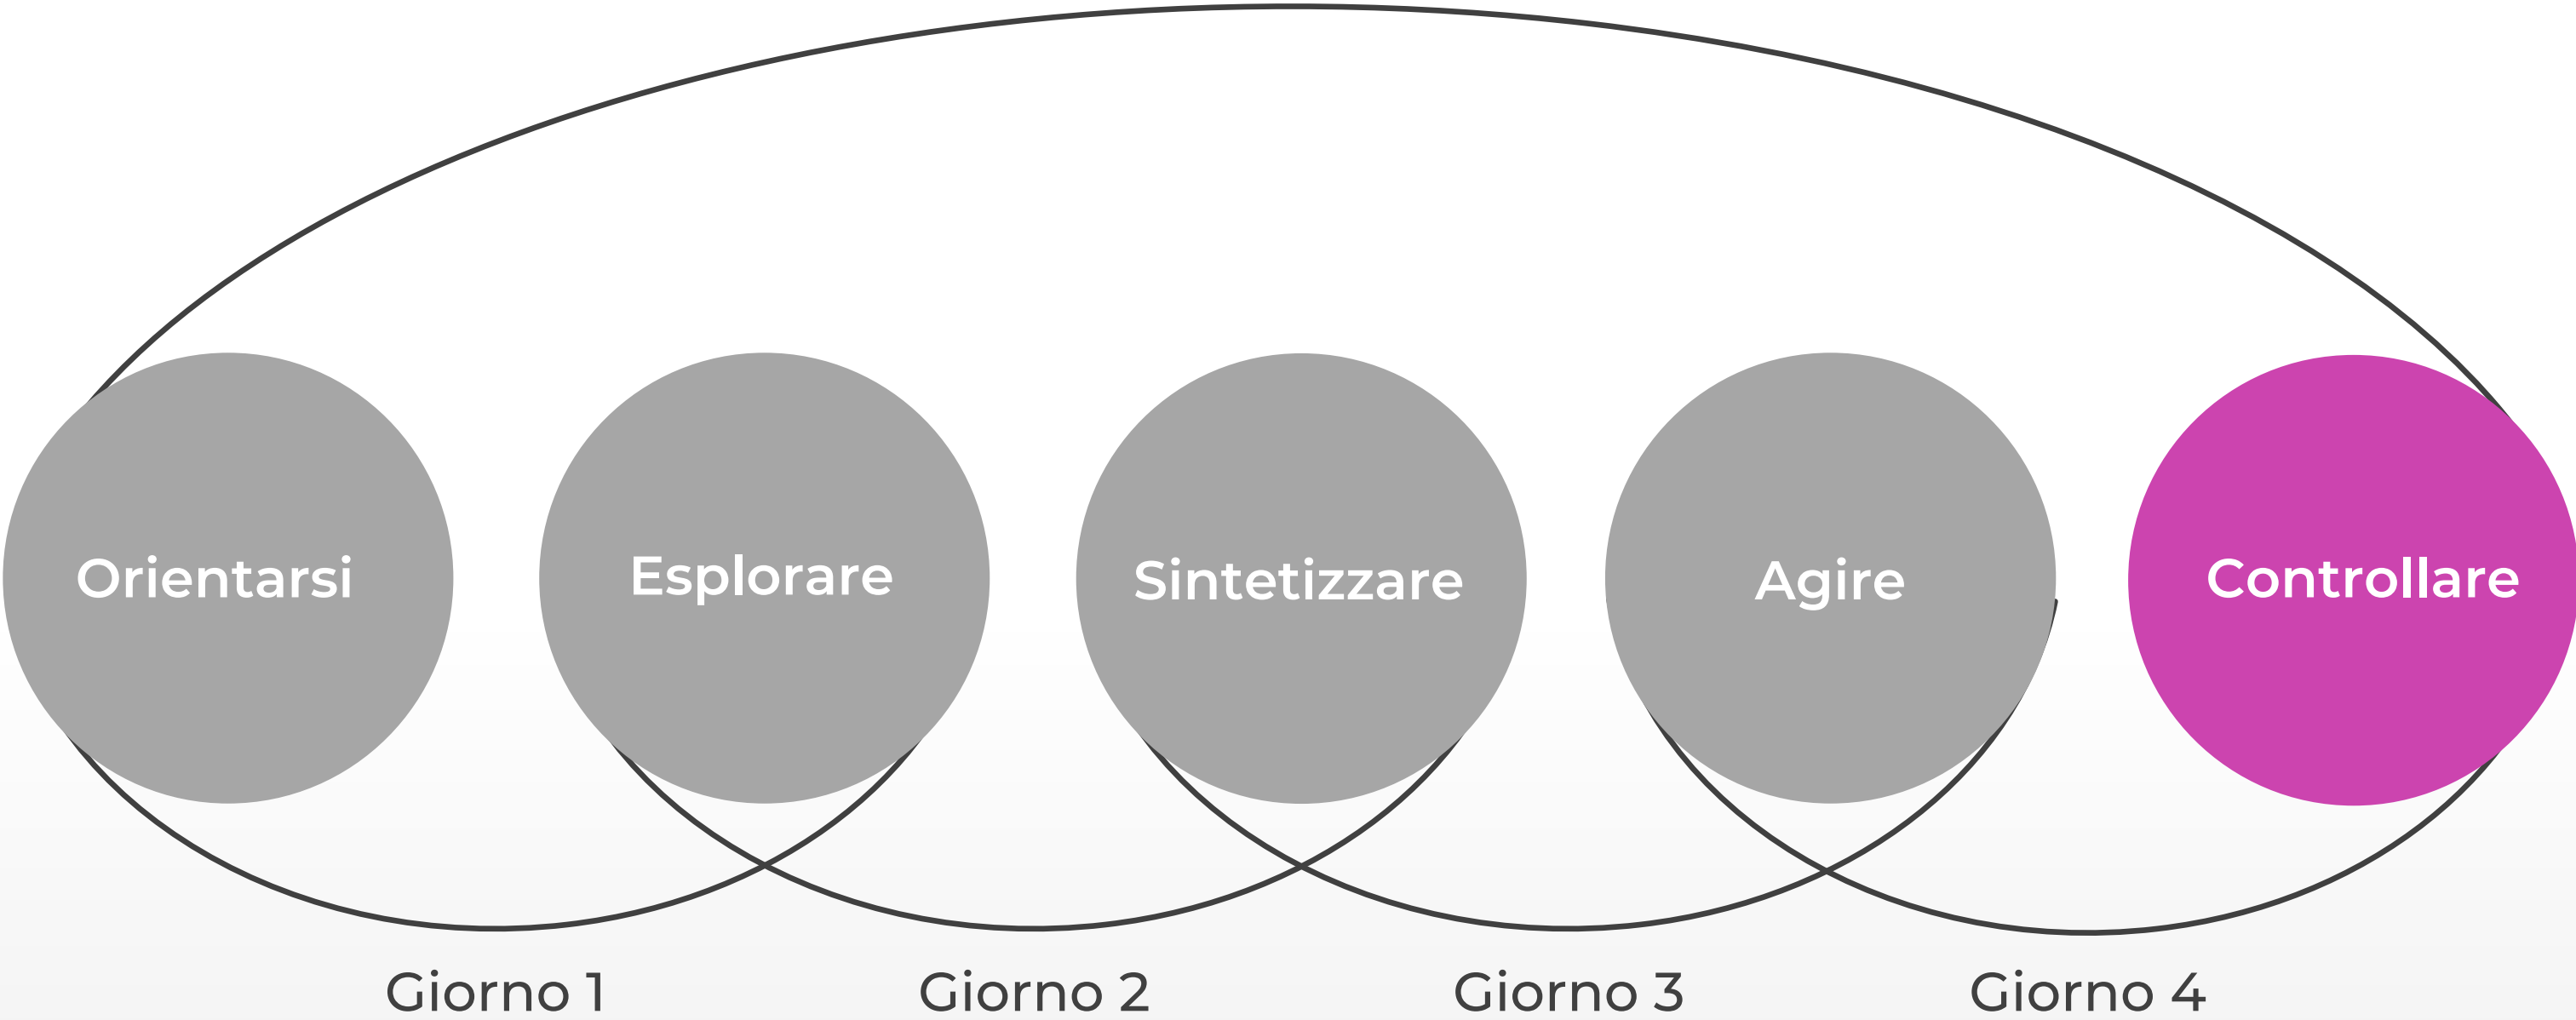 Orientarsi
Esplorare
Sintetizzare
Agire
Controllare
Giorno 1
Giorno 2
Giorno 3
Giorno 4